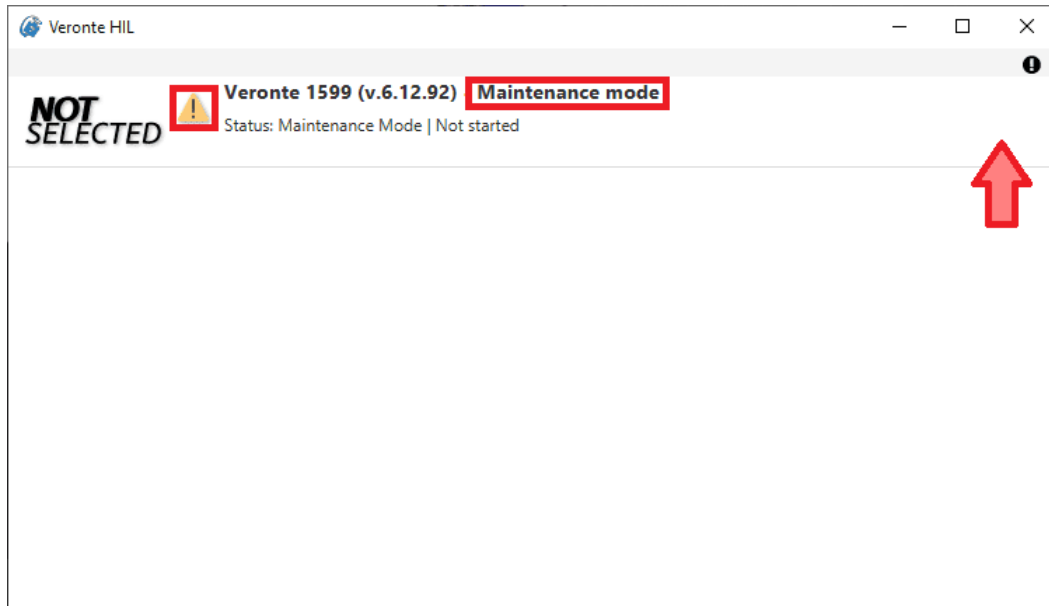 Veronte HIL
NOT
SELECTED
Veronte 1599 (v.6.12.92) Maintenance mode
Status: Maintenance Mode | Not started